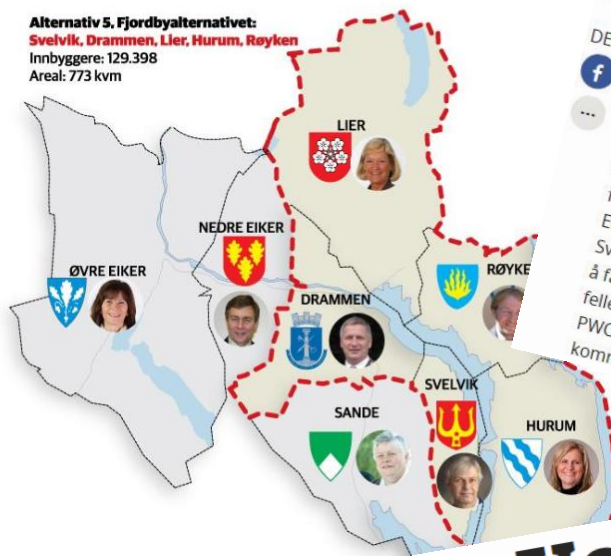 Alternativ 5, Fjordbyalternativet:
Svelvik, Drammen, Lier, Hurum, Røyken
Innbyggere: 129.398
Areal: 773 kvm
LIER
NEDRE EIKER
ØVRE EIKER
DRAMMEN
RØYKE
SVELVIK
SANDE
HURUM
DE
f
...
f
E
Sv
å f
felle
PWC
komm